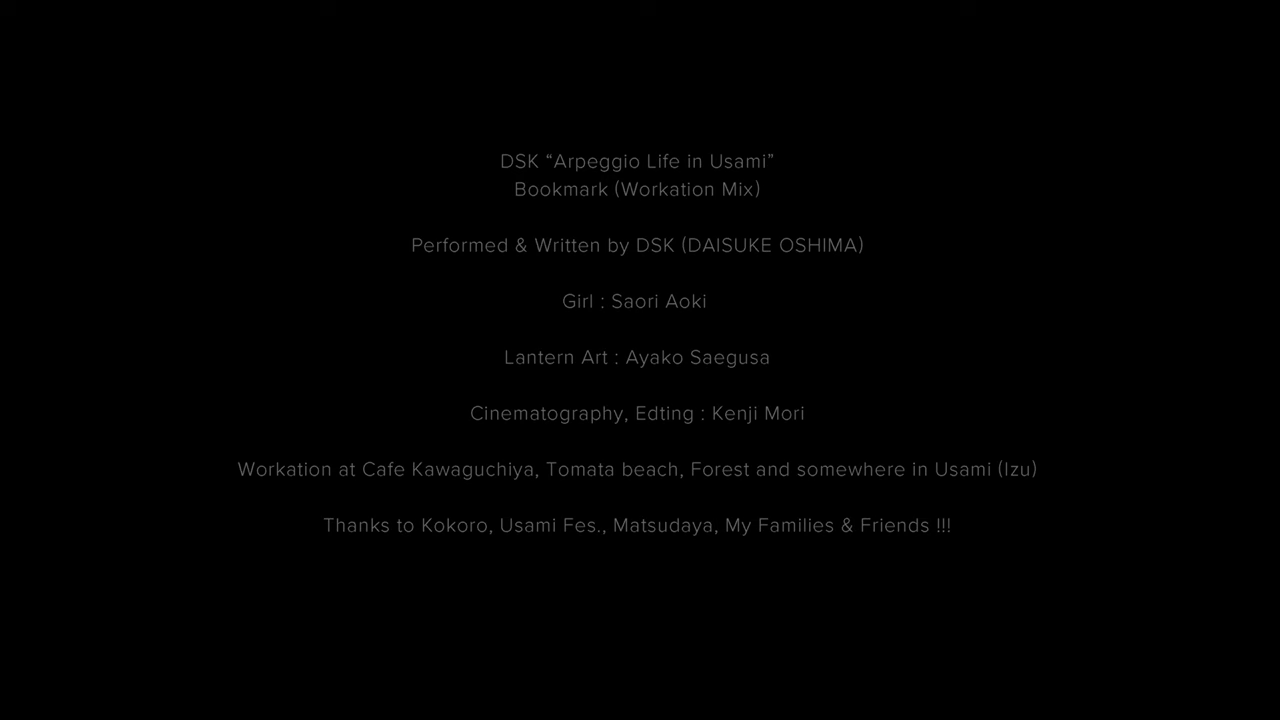 DSK “Arpeggio Life in Usami”
Bookmark (Workation Mix)
Performed & Written by DSK (DAISUKE OSHIMA)
Girl : Saori Aoki
Lantern Art : Ayako Saegusa
Cinematography, Edting : Kenji Mori
Workation at Cafe Kawaguchiya, Tomata beach, Forest and somewhere in Usami (Izu)
Thanks to Kokoro, Usami Fes., Matsudaya, My Families & Friends !!!